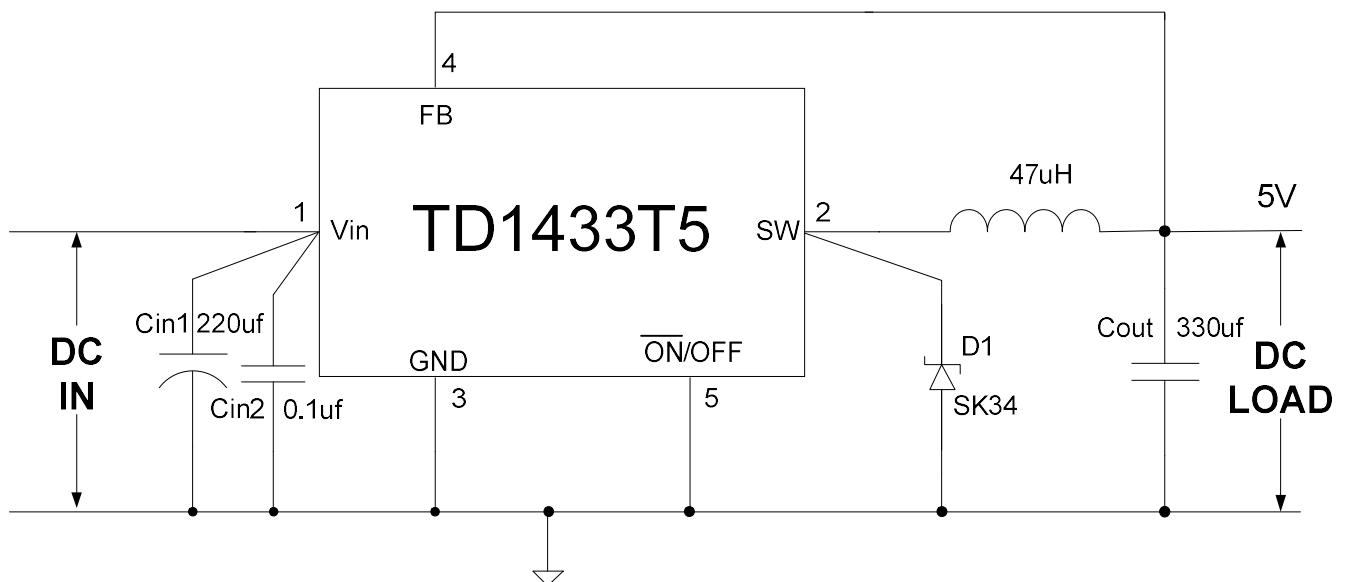 4
FB
47uH
5V
1
Vin
TD1433T5
SW
2
Cin1 220uf
DC
IN
GND
ON/OFF
D1
Cout
330uf
DC
LOAD
3
5
Cin2
0.1uf
SK34